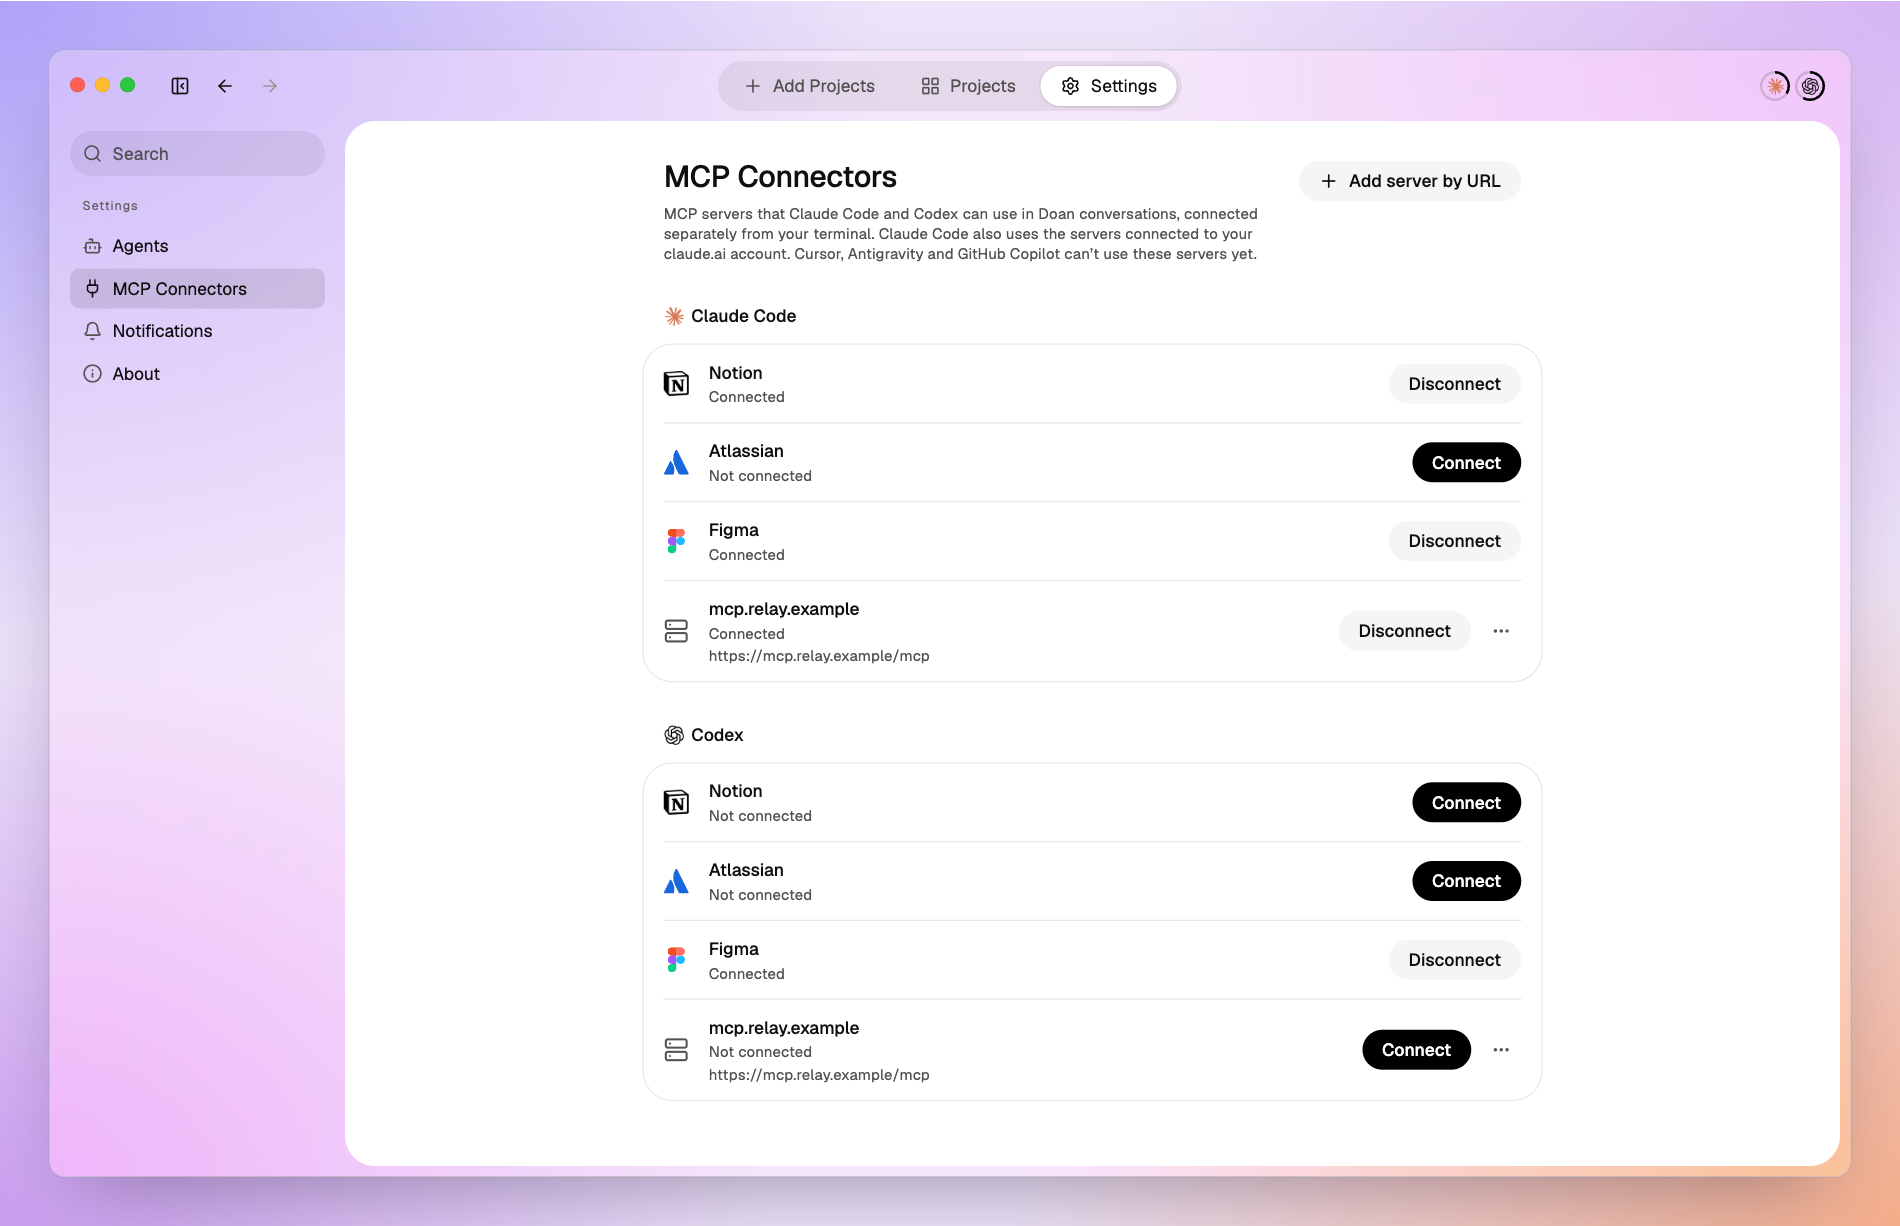 Add Projects
Projects
Settings
Search
Settings
Agents
MCP Connectors
Notifications
About
MCP Connectors
Add server by URL
MCP servers that Claude Code and Codex can use in Doan conversations, connected
separately from your terminal. Claude Code also uses the servers connected to your
claude.ai account. Cursor, Antigravity and GitHub Copilot can’t use these servers yet.
Claude Code
Notion
Connected
Disconnect
Atlassian
Not connected
Connect
Figma
Connected
Disconnect
mcp.relay.example
Connected
https://mcp.relay.example/mcp
Disconnect
Codex
Notion
Not connected
Connect
Atlassian
Not connected
Connect
Figma
Connected
Disconnect
mcp.relay.example
Not connected
https://mcp.relay.example/mcp
Connect